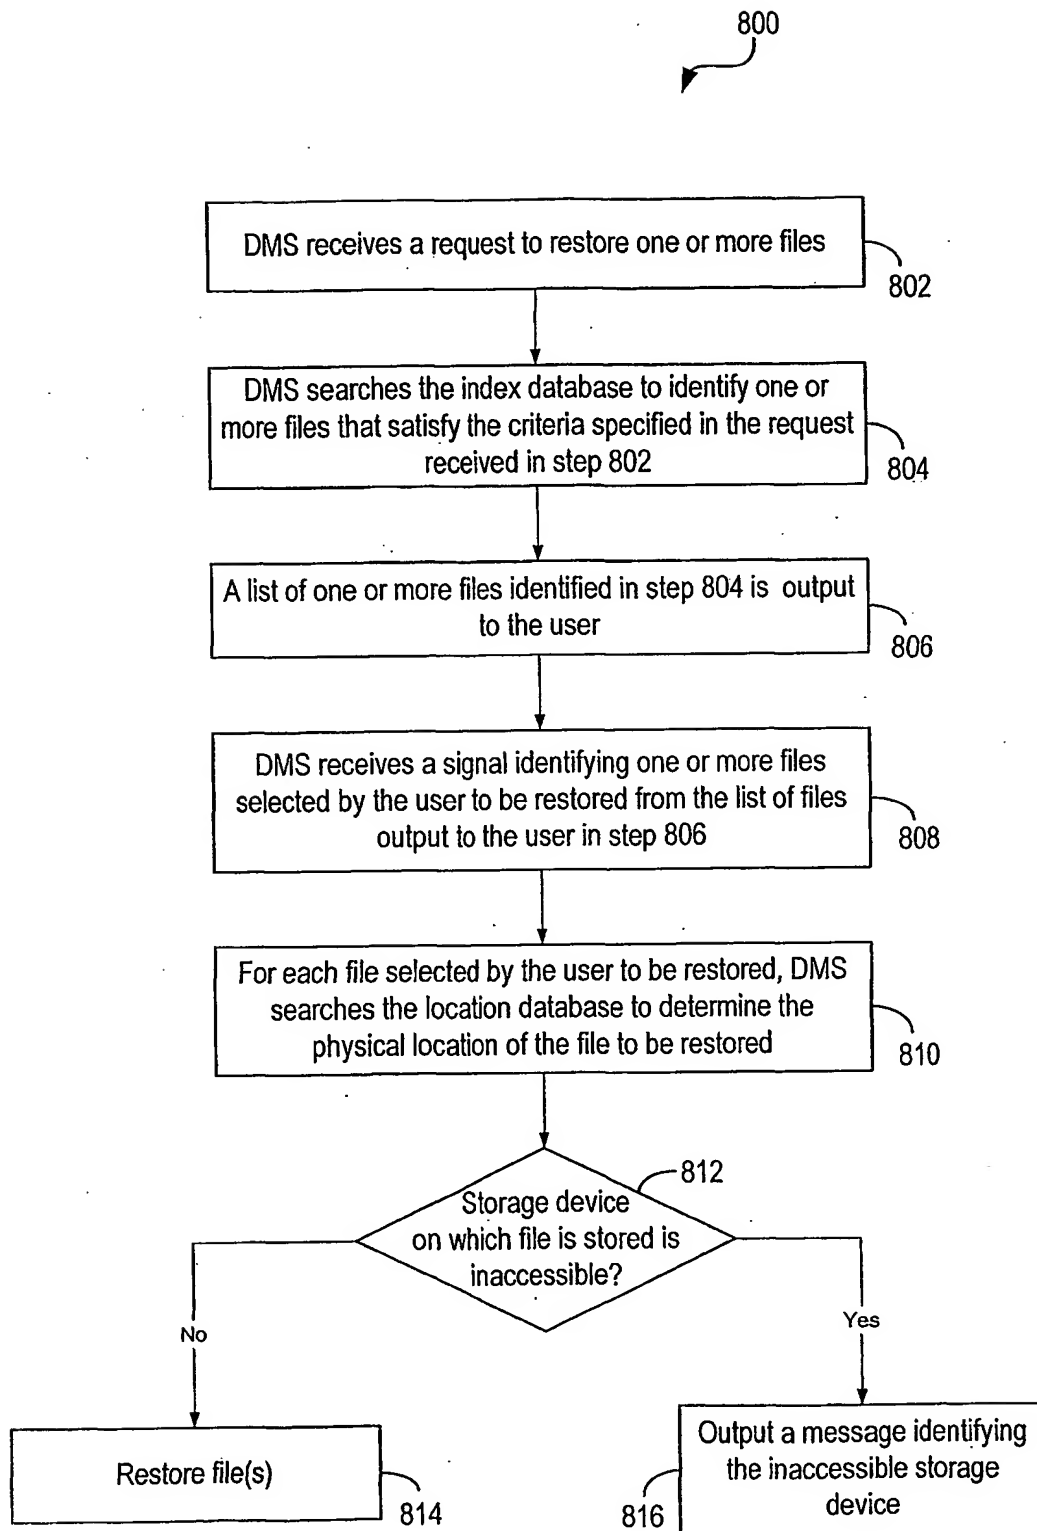 800
DMS receives a request to restore one or more files
802
DMS searches the index database to identify one or
more files that satisfy the criteria specified in the request
received in step 802
804
A list of one or more files identified in step 804 is output
to the user
806
DMS receives a signal identifying one or more files
selected by the user to be restored from the list of files
output to the user in step 806
808
For each file selected by the user to be restored, DMS
searches the location database to determine the
physical location of the file to be restored
810
812
Storage device
on which file is stored is
inaccessible?
No
Yes
Restore file(s)
814
Output a message identifying
the inaccessible storage
device
816